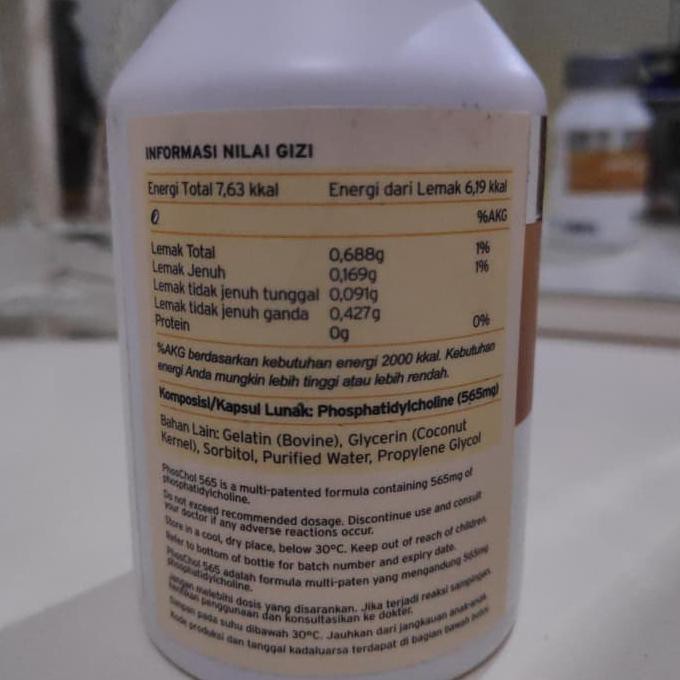 INFORMASI NILAI GIZI
Energi Total 7,63 kkal Energi dari Lemak 6,19 kkal
%AKG
Lemak Total 0,688g 1%
Lemak Jenuh 0,169g 1%
Lemak tidak jenuh tunggal 0,091g
Lemak tidak jenuh ganda 0,427g
Protein 0g 0%
%AKG berdasarkan kebutuhan energi 2000 kkal. Kebutuhan
energi Anda mungkin lebih tinggi atau lebih rendah.
Komposisi/Kapsul Lunak: Phosphatidylcholine (565mg)
Bahan Lain: Gelatin (Bovine), Glycerin (Coconut
Kernel), Sorbitol, Purified Water, Propylene Glycol
PhosChol 565 is a multi-patented formula containing 565mg of
phosphatidylcholine.
Do not exceed recommended dosage. Discontinue use and consult
your doctor if any adverse reactions occur.
Store in a cool, dry place, below 30°C. Keep out of reach of children.
Refer to bottom of bottle for batch number and expiry date.
PhosChol 565 adalah formula multi-paten yang mengandung 565mg
phosphatidylcholine.
Jangan melebihi dosis yang disarankan. Jika terjadi reaksi sampingan,
hentikan penggunaan dan konsultasikan ke dokter.
Simpan pada suhu dibawah 30°C. Jauhkan dari jangkauan anak-anak.
Kode produksi dan tanggal kadaluarsa terdapat di bagian bawah botol